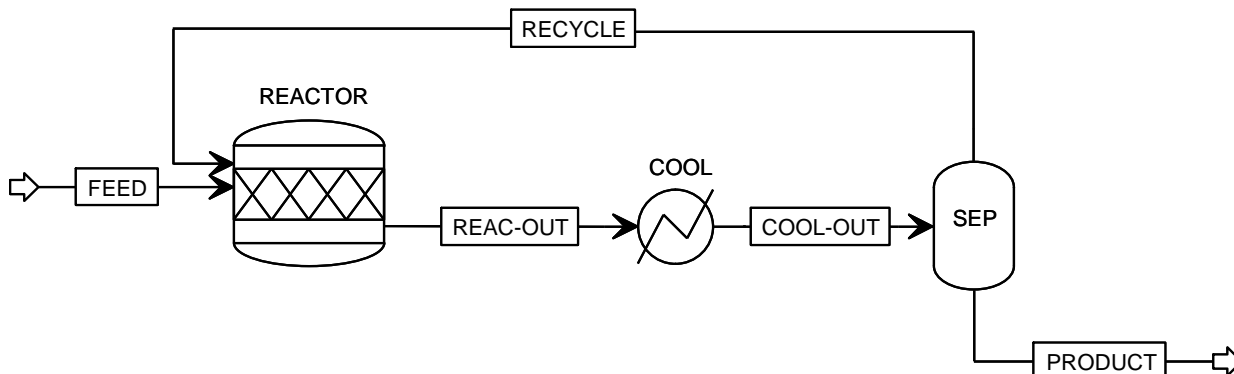 RECYCLE
REACTOR
COOL
FEED
REAC-OUT
COOL-OUT
SEP
PRODUCT